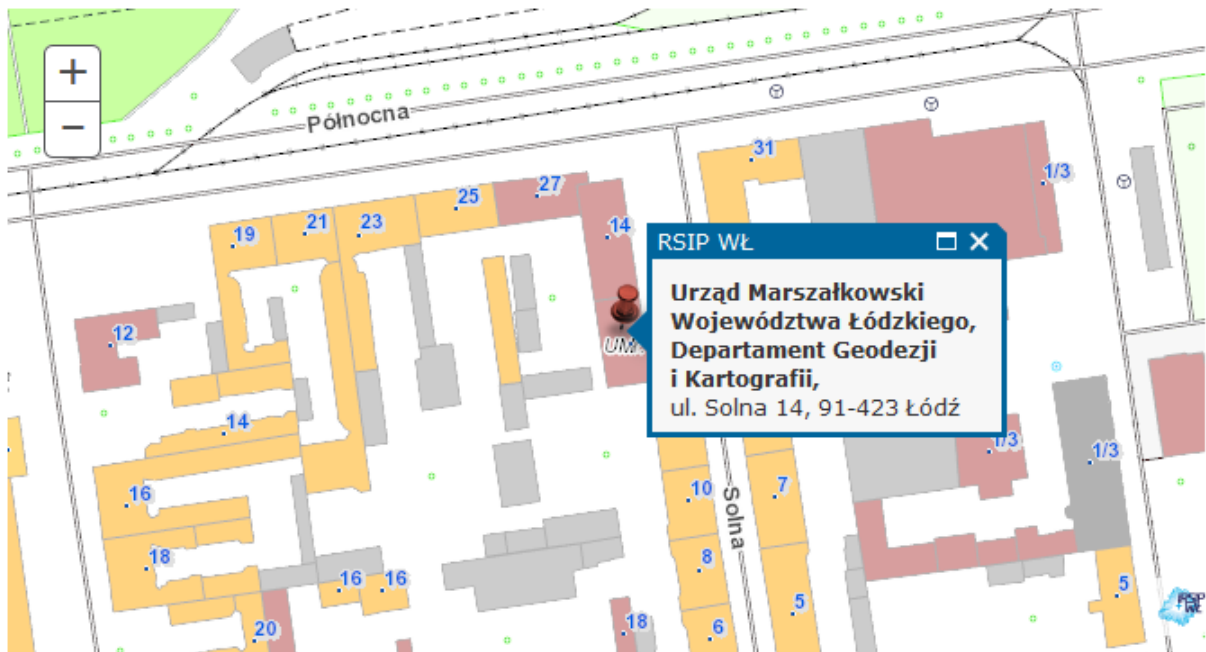 +
−
Północna
31
1/3
27
25
23
21
19
14
RSIP WŁ
Urząd Marszałkowski
Województwa Łódzkiego,
Departament Geodezji
i Kartografii,
ul. Solna 14, 91-423 Łódź
12
14
1/3
1/3
16
10
Solna
7
18
8
16
16
5
5
RSIP
WŁ
20
18
6